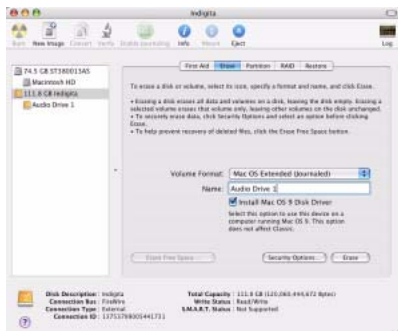 Indigita
Burn New Image Convert Verify Enable Journaling Info Mount Eject Log
74.5 GB ST380013AS
Macintosh HD
111.8 GB Indigita
Audio Drive 1
First Aid Erase Partition RAID Restore
To erase a disk or volume, select its icon, specify a format and name, and click Erase.
• Erasing a disk erases all data and volumes on a disk, leaving the disk empty. Erasing a
selected volume erases that volume only, leaving other volumes on the disk unchanged.
• To securely erase data, click Security Options and select an option before clicking
Erase.
• To help prevent recovery of deleted files, click the Erase Free Space button.
Volume Format: Mac OS Extended (Journaled)
Name: Audio Drive 1
Install Mac OS 9 Disk Driver
Select this option to use this device on a
computer running Mac OS 9. This option
does not affect Classic.
Erase Free Space Security Options Erase
Disk Description : Indigita Total Capacity : 111.8 GB (120,060,444,672 Bytes)
Connection Bus : FireWire Write Status : Read/Write
Connection Type : External S.M.A.R.T. Status : Not Supported
Connection ID :